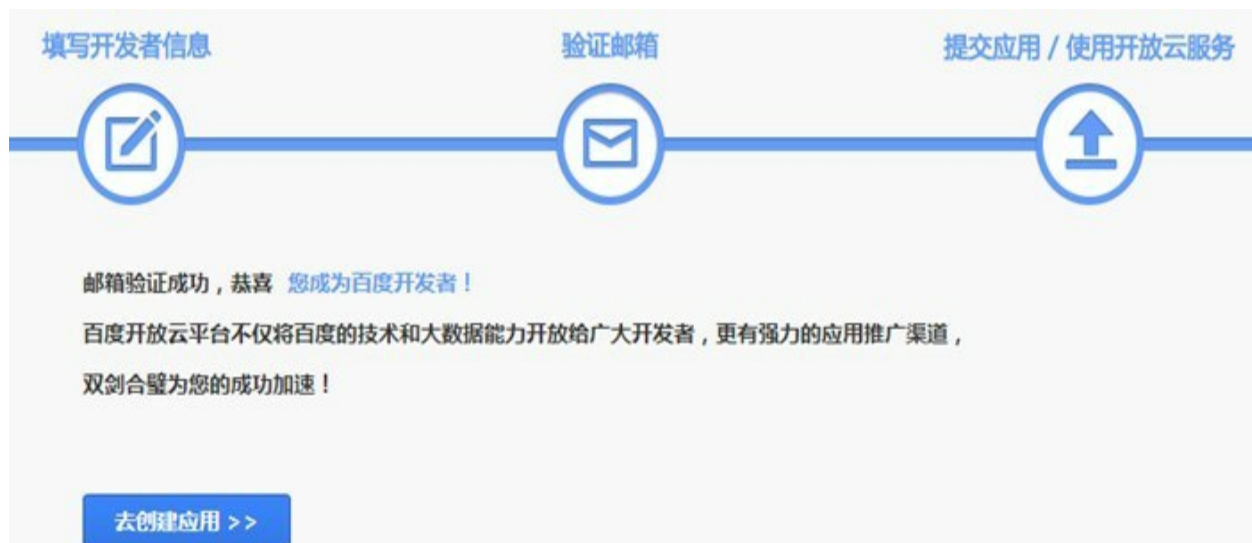 填写开发者信息
验证邮箱
提交应用 / 使用开放云服务
邮箱验证成功，恭喜 您成为百度开发者！
百度开放云平台不仅将百度的技术和大数据能力开放给广大开发者，更有强力的应用推广渠道，
双剑合璧为您的成功加速！
去创建应用 >>